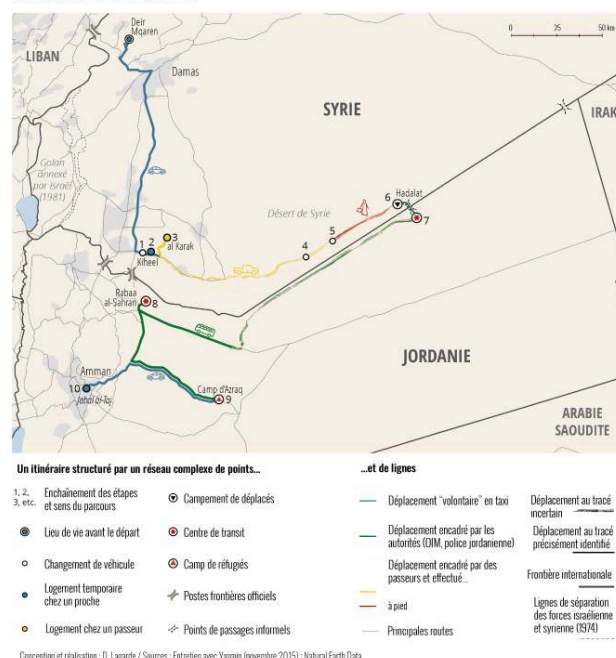 LIBAN
Deir
Mqaren
Damas
0 25 50 km
SYRIE
IRAK
Golan
annexé
par Israël
(1981)
Désert de Syrie
Hadalat
6
7
5
4
3
al Karak
1
2
Kiheel
Rabaa
al-Sahran
8
JORDANIE
Amman
10
Jabal al-Taj
Camp d'Azraq
9
ARABIE
SAOUDITE
Un itinéraire structuré par un réseau complexe de points...
1, 2,
3, etc.
Enchaînement des étapes
et sens du parcours
Lieu de vie avant le départ
Changement de véhicule
Logement temporaire
chez un proche
Logement chez un passeur
Campement de déplacés
Centre de transit
Camp de réfugiés
Postes frontières officiels
Points de passages informels
...et de lignes
Déplacement "volontaire" en taxi
Déplacement encadré par les
autorités (OIM, police jordanienne)
Déplacement encadré par des
passeurs et effectué...
à pied
Principales routes
Déplacement au tracé
incertain
Déplacement au tracé
précisément identifié
Frontière internationale
Lignes de séparation
des forces israélienne
et syrienne (1974)
Conception et réalisation : D. Lagarde / Sources : Entretien avec Yasmin (novembre 2015) ; Natural Earth Data